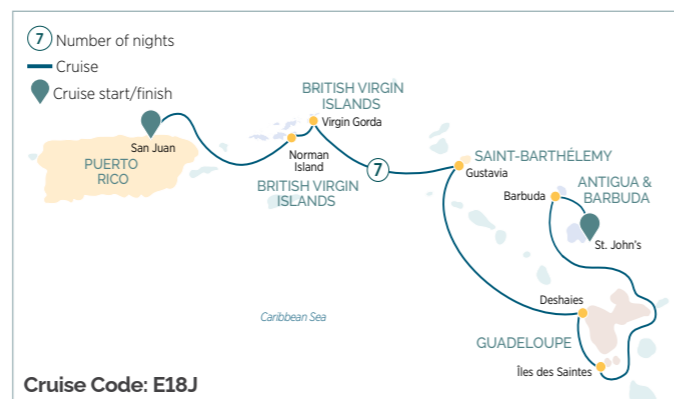 7 Number of nights
Cruise
Cruise start/finish
BRITISH VIRGIN
ISLANDS
Virgin Gorda
San Juan
PUERTO
RICO
Norman
Island
BRITISH VIRGIN
ISLANDS
7
SAINT-BARTHÉLEMY
Gustavia
ANTIGUA &
BARBUDA
Barbuda
St. John's
Deshaies
Caribbean Sea
GUADELOUPE
Îles des Saintes
Cruise Code: E18J